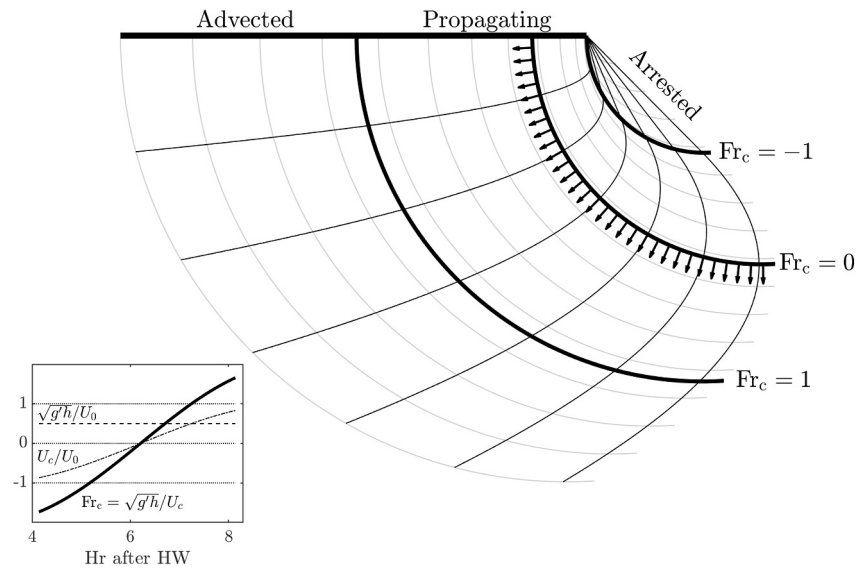 Advected
Propagating
Arrested
Fr_c = −1
Fr_c = 0
Fr_c = 1
1
0
-1
√g′h/U_0
U_c/U_0
Fr_c = √g′h/U_c
4
6
8
Hr after HW